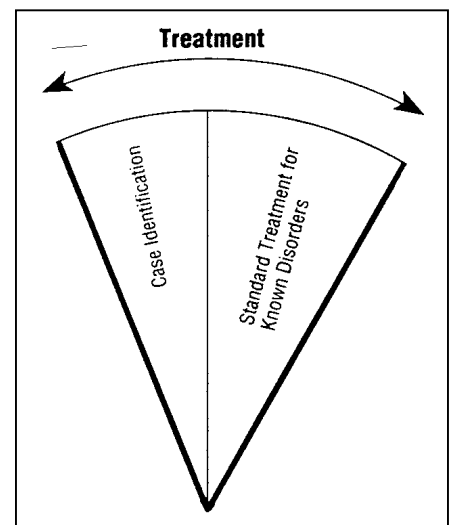 Treatment
Case Identification
Standard Treatment for
Known Disorders